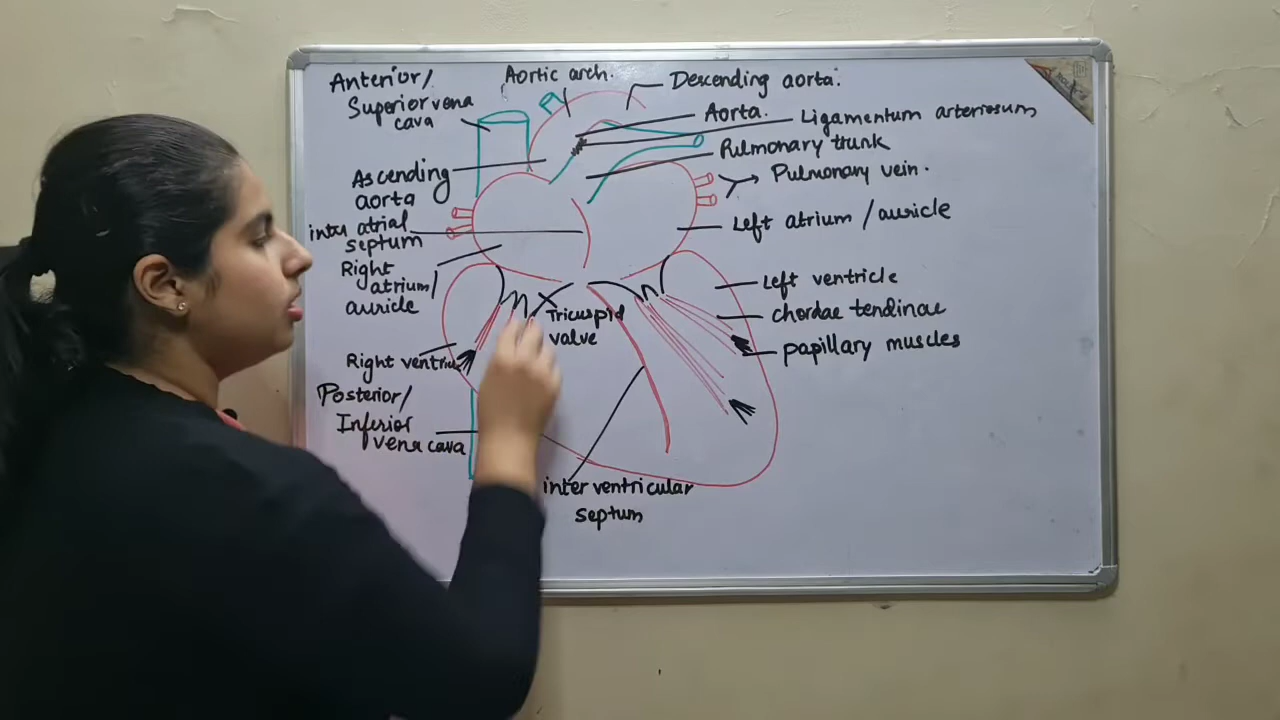 Anterior/
Superior vena
cava
Aortic arch.
Descending aorta.
Aorta.
Ligamentum arteriosum
Pulmonary trunk
Pulmonary vein.
Ascending
aorta
inter atrial
septum
Left atrium / auricle
Right
atrium/
auricle
Left ventricle
chordae tendinae
Tricuspid
valve
papillary muscles
Right
Posterior/
Inferior
vena cava
inter ventricular
septum